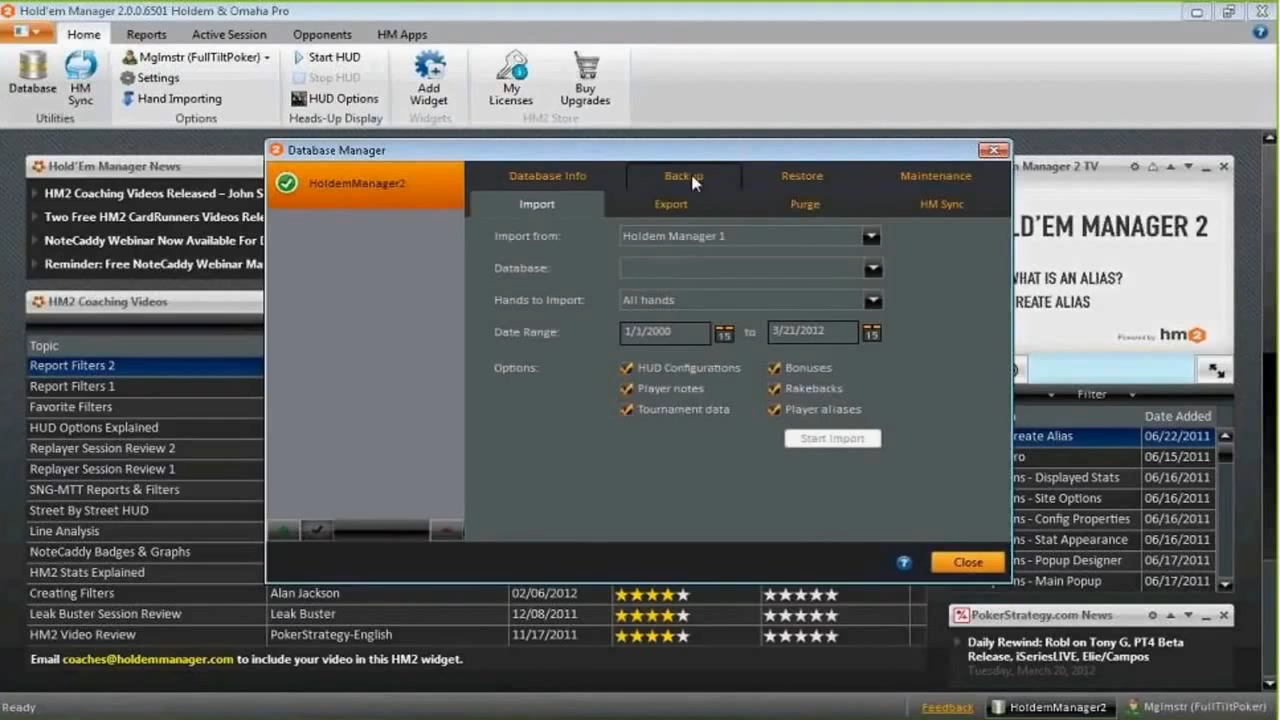 Hold'em Manager 2.0.0.6501 Holdem & Omaha Pro
Home Reports Active Session Opponents HM Apps
Database
HM Sync
Utilities
MgImstr (FullTiltPoker)
Settings
Hand Importing
Options
Start HUD
Stop HUD
HUD Options
Heads-Up Display
Add Widget
Widgets
My Licenses
Buy Upgrades
HM2 Store
Hold'Em Manager News
HM2 Coaching Videos Released – John S
Two Free HM2 CardRunners Videos Rele
NoteCaddy Webinar Now Available For D
Reminder: Free NoteCaddy Webinar Ma
HM2 Coaching Videos
Topic
Report Filters 2
Report Filters 1
Favorite Filters
HUD Options Explained
Replayer Session Review 2
Replayer Session Review 1
SNG-MTT Reports & Filters
Street By Street HUD
Line Analysis
NoteCaddy Badges & Graphs
HM2 Stats Explained
Creating Filters Alan Jackson 02/06/2012
Leak Buster Session Review Leak Buster 12/08/2011
HM2 Video Review PokerStrategy-English 11/17/2011
Email coaches@holdemmanager.com to include your video in this HM2 widget.
Database Manager
HoldemManager2
Database Info Backup Restore Maintenance
Import Export Purge HM Sync
Import from: Holdem Manager 1
Database:
Hands to Import: All hands
Date Range: 1/1/2000 15 to 3/21/2012 15
Options: HUD Configurations Bonuses
Player notes Rakebacks
Tournament data Player aliases
Start Import
Close
Manager 2 TV
LD'EM MANAGER 2
WHAT IS AN ALIAS?
REATE ALIAS
Powered by hm2
Filter
Date Added
reate Alias 06/22/2011
ro 06/15/2011
ns - Displayed Stats 06/16/2011
ns - Site Options 06/16/2011
ns - Config Properties 06/16/2011
ns - Stat Appearance 06/16/2011
ns - Popup Designer 06/17/2011
ns - Main Popup 06/17/2011
PokerStrategy.com News
Daily Rewind: Robl on Tony G, PT4 Beta
Release, iSeriesLIVE, Elie/Campos
Tuesday, March 20, 2012
Ready Feedback HoldemManager2 MgImstr (FullTiltPoker)